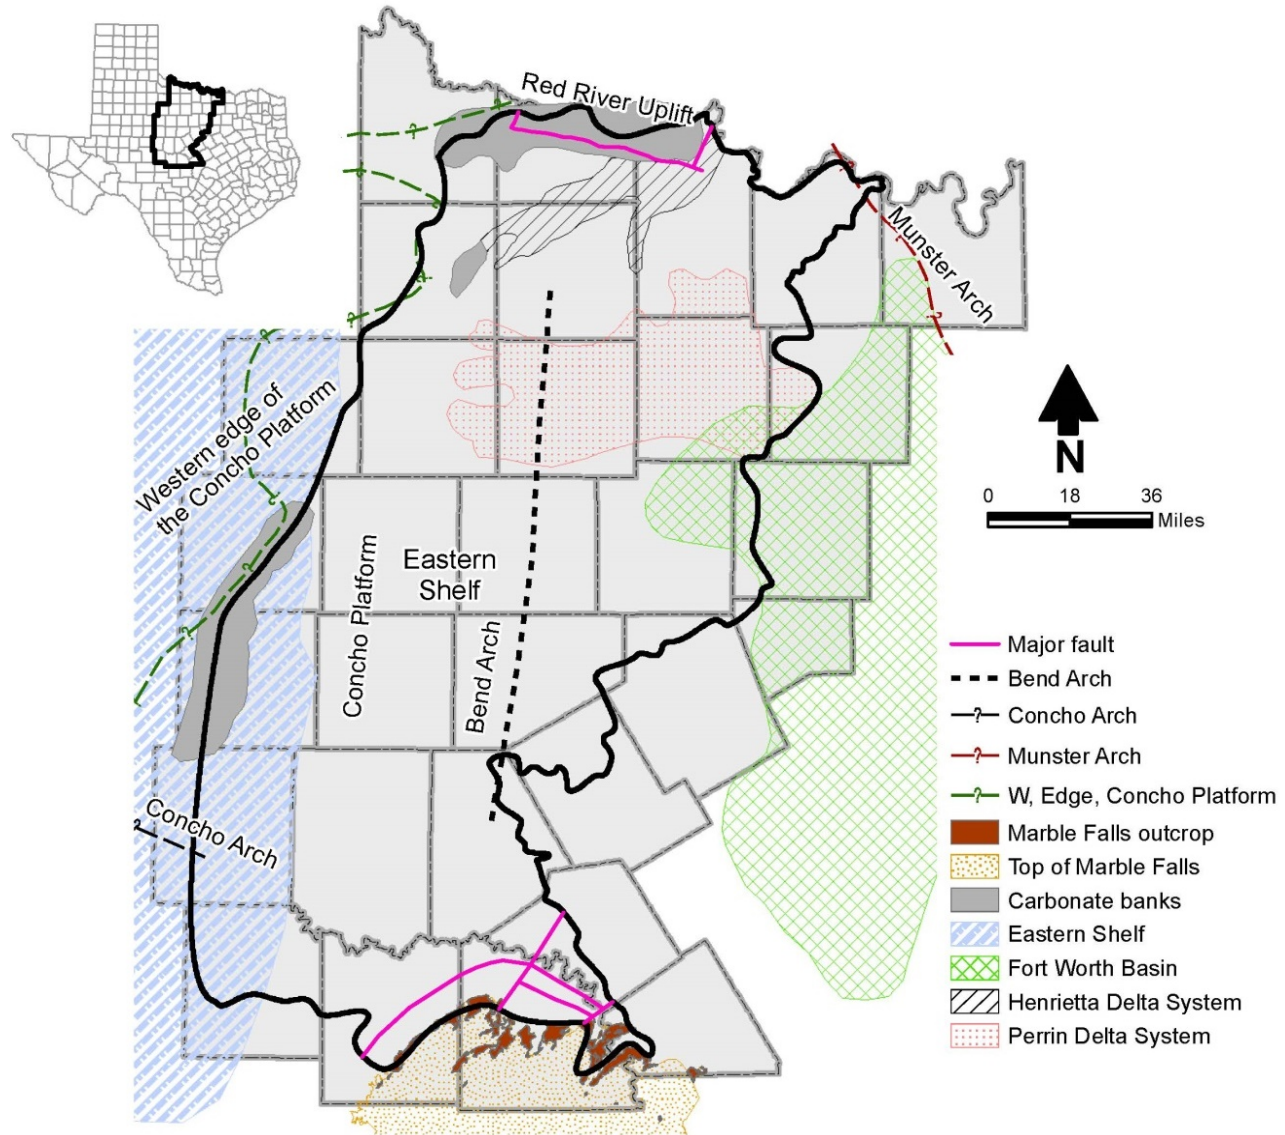 Red River Uplift
Munster Arch
Western edge of
the Concho Platform
N
0 18 36
Miles
Eastern
Shelf
Concho Platform
Bend Arch
Concho Arch
Major fault
Bend Arch
Concho Arch
Munster Arch
W, Edge, Concho Platform
Marble Falls outcrop
Top of Marble Falls
Carbonate banks
Eastern Shelf
Fort Worth Basin
Henrietta Delta System
Perrin Delta System